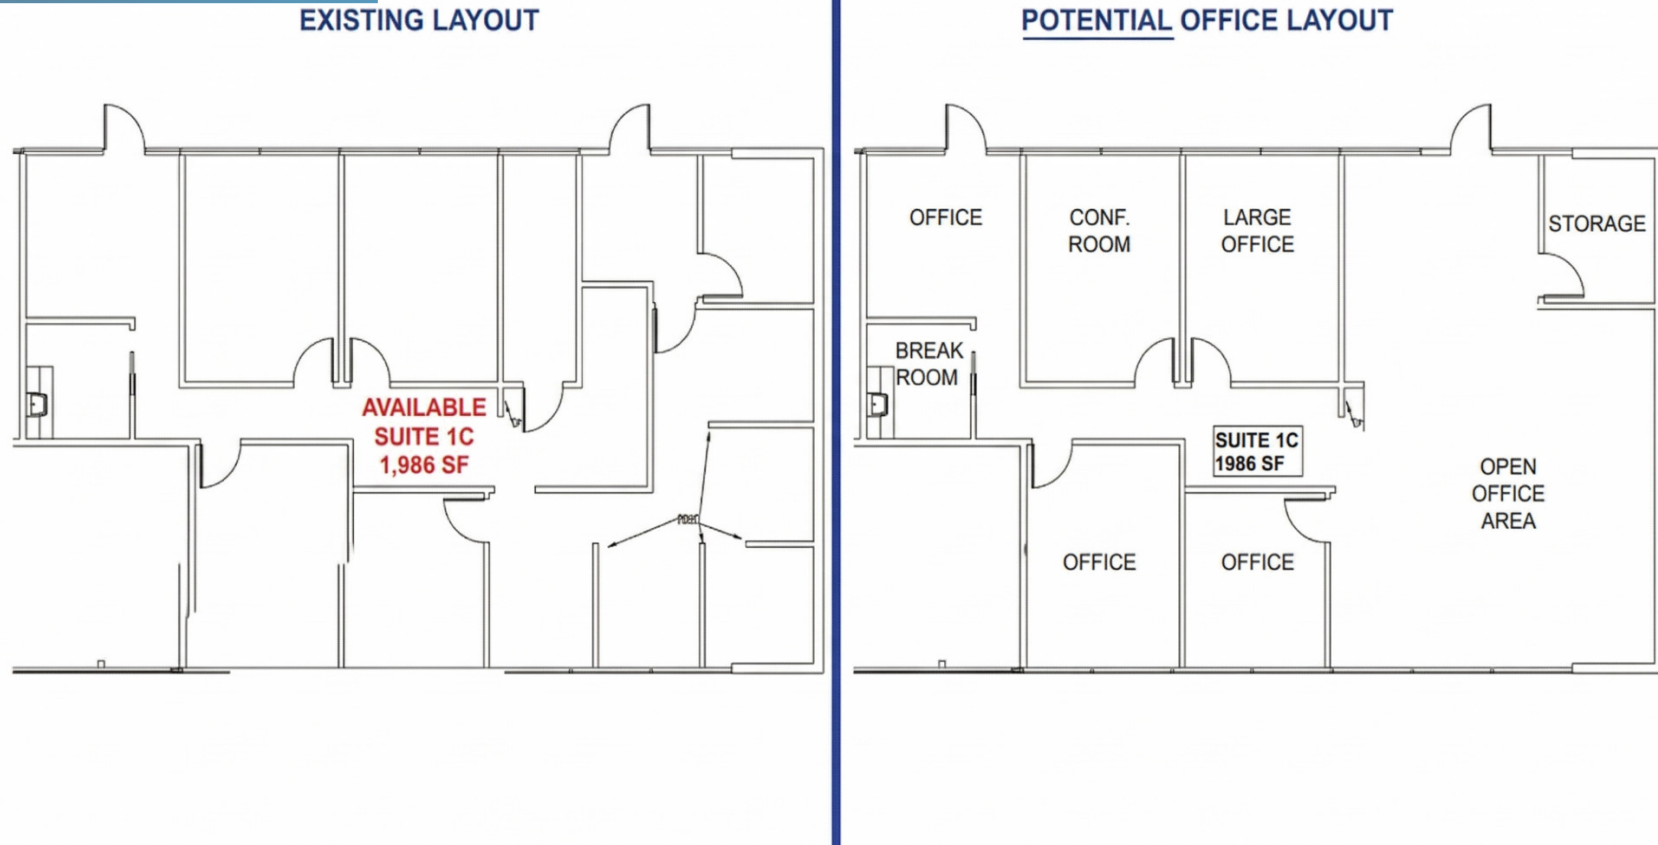 EXISTING LAYOUT
AVAILABLE
SUITE 1C
1,986 SF
POTENTIAL OFFICE LAYOUT
OFFICE
CONF.
ROOM
LARGE
OFFICE
STORAGE
BREAK
ROOM
SUITE 1C
1986 SF
OPEN
OFFICE
AREA
OFFICE
OFFICE